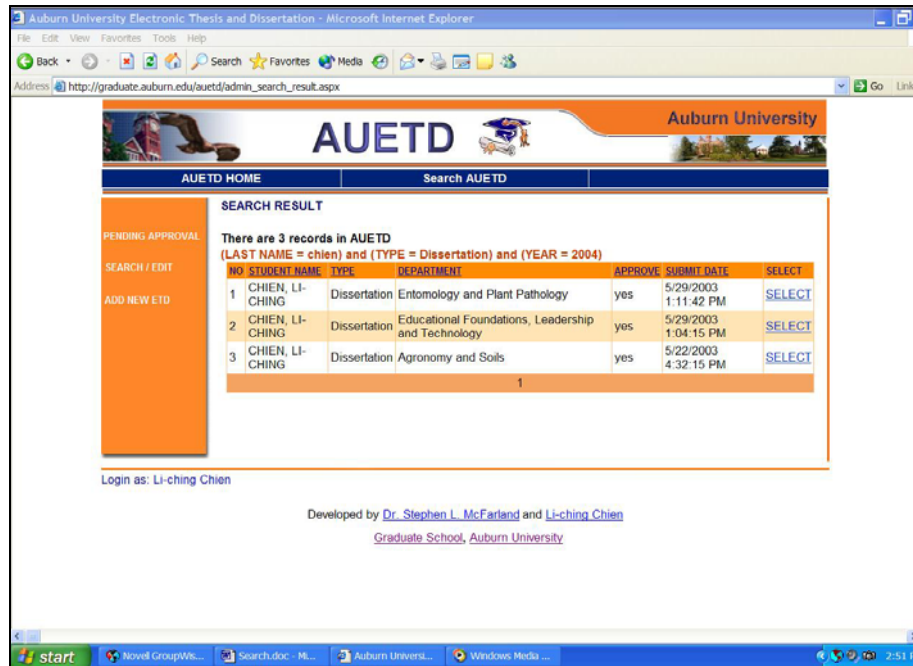 Auburn University Electronic Thesis and Dissertation - Microsoft Internet Explorer
File Edit View Favorites Tools Help
Back Search Favorites Media
Address http://graduate.auburn.edu/auetd/admin_search_result.aspx Go Link
AUETD Auburn University
AUETD HOME Search AUETD
SEARCH RESULT
PENDING APPROVAL
SEARCH / EDIT
ADD NEW ETD
There are 3 records in AUETD
(LAST NAME = chien) and (TYPE = Dissertation) and (YEAR = 2004)
NO STUDENT NAME TYPE DEPARTMENT APPROVE SUBMIT DATE SELECT
1 CHIEN, LI-
CHING Dissertation Entomology and Plant Pathology yes 5/29/2003
1:11:42 PM SELECT
2 CHIEN, LI-
CHING Dissertation Educational Foundations, Leadership
and Technology yes 5/29/2003
1:04:15 PM SELECT
3 CHIEN, LI-
CHING Dissertation Agronomy and Soils yes 5/22/2003
4:32:15 PM SELECT
1
Login as: Li-ching Chien
Developed by Dr. Stephen L. McFarland and Li-ching Chien
Graduate School, Auburn University
start Novell GroupWis... Search.doc - Mi... Auburn Universi... Windows Media ... 2:51 P